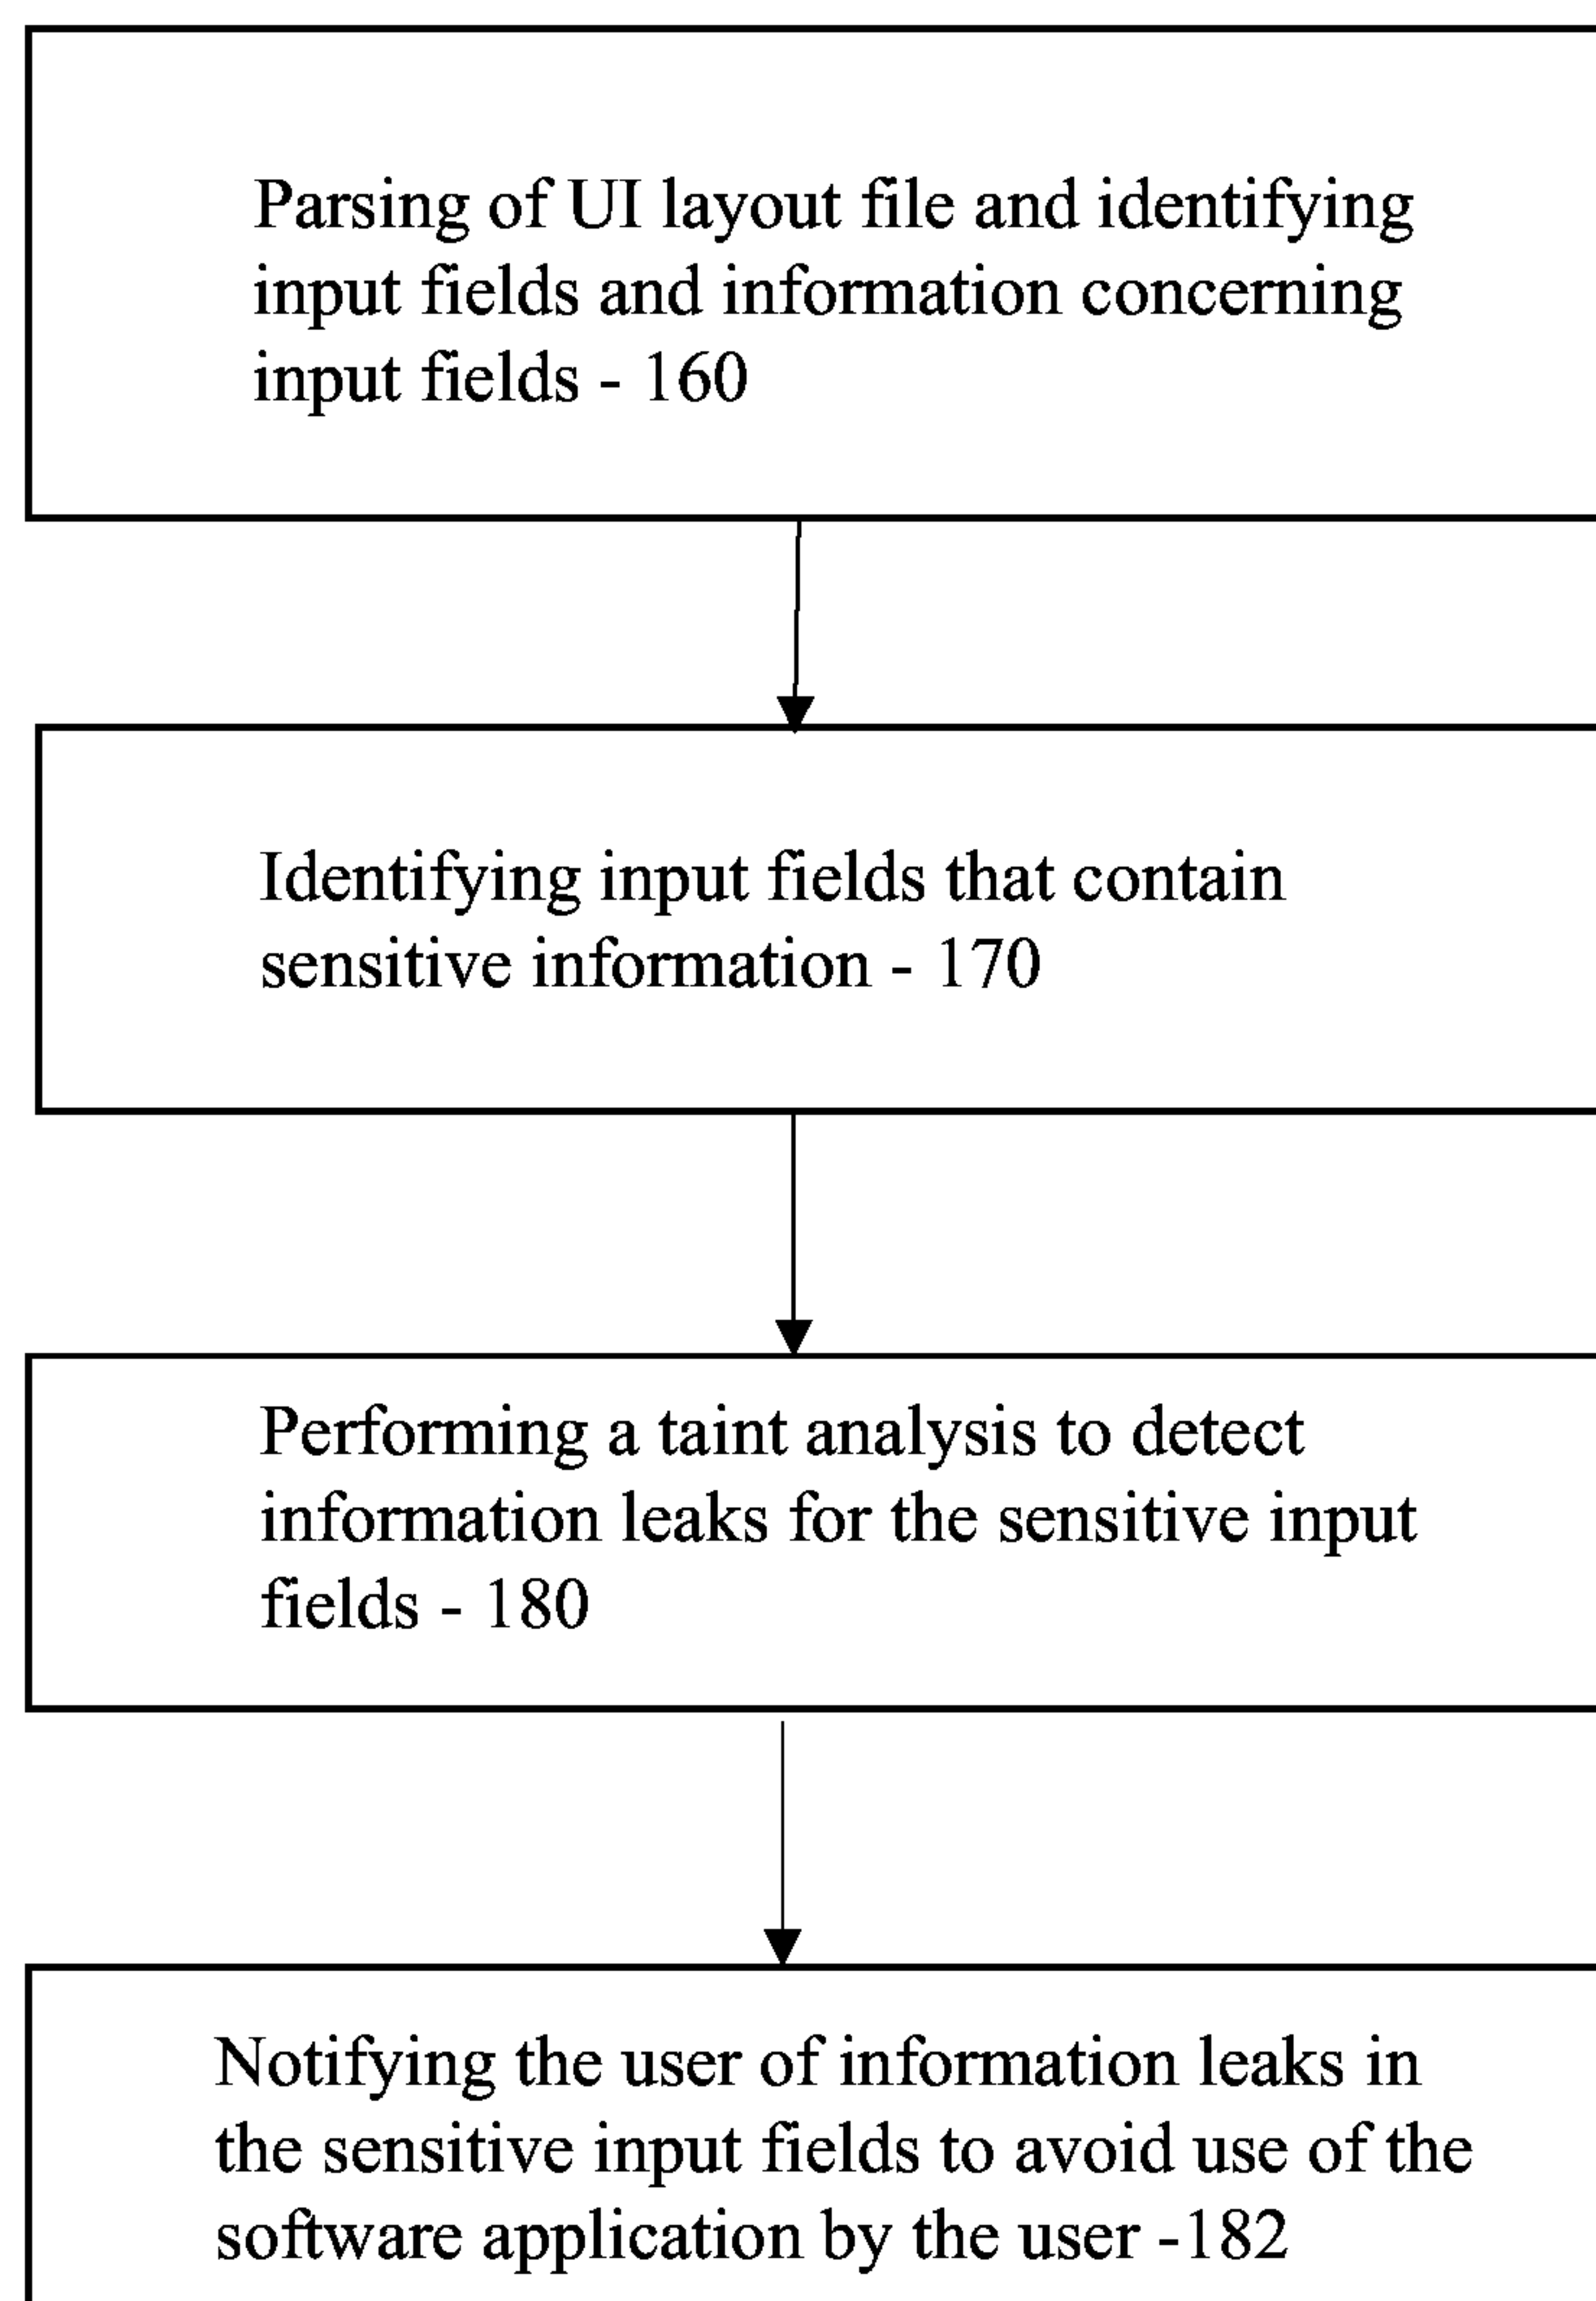 Parsing of UI layout file and identifying
input fields and information concerning
input fields - 160
Identifying input fields that contain
sensitive information - 170
Performing a taint analysis to detect
information leaks for the sensitive input
fields - 180
Notifying the user of information leaks in
the sensitive input fields to avoid use of the
software application by the user -182